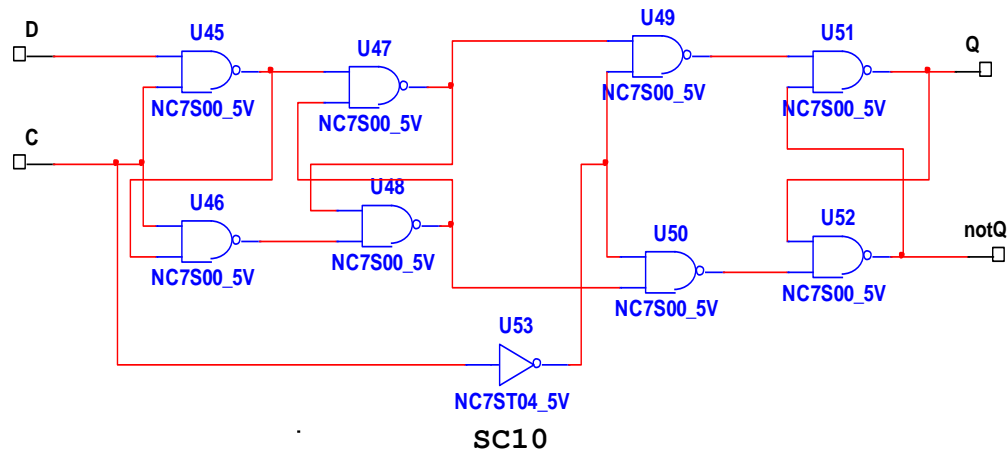 D
U45
NC7S00_5V
U47
NC7S00_5V
U49
NC7S00_5V
U51
NC7S00_5V
Q
C
U46
NC7S00_5V
U48
NC7S00_5V
U50
NC7S00_5V
U52
NC7S00_5V
notQ
U53
NC7ST04_5V
SC10